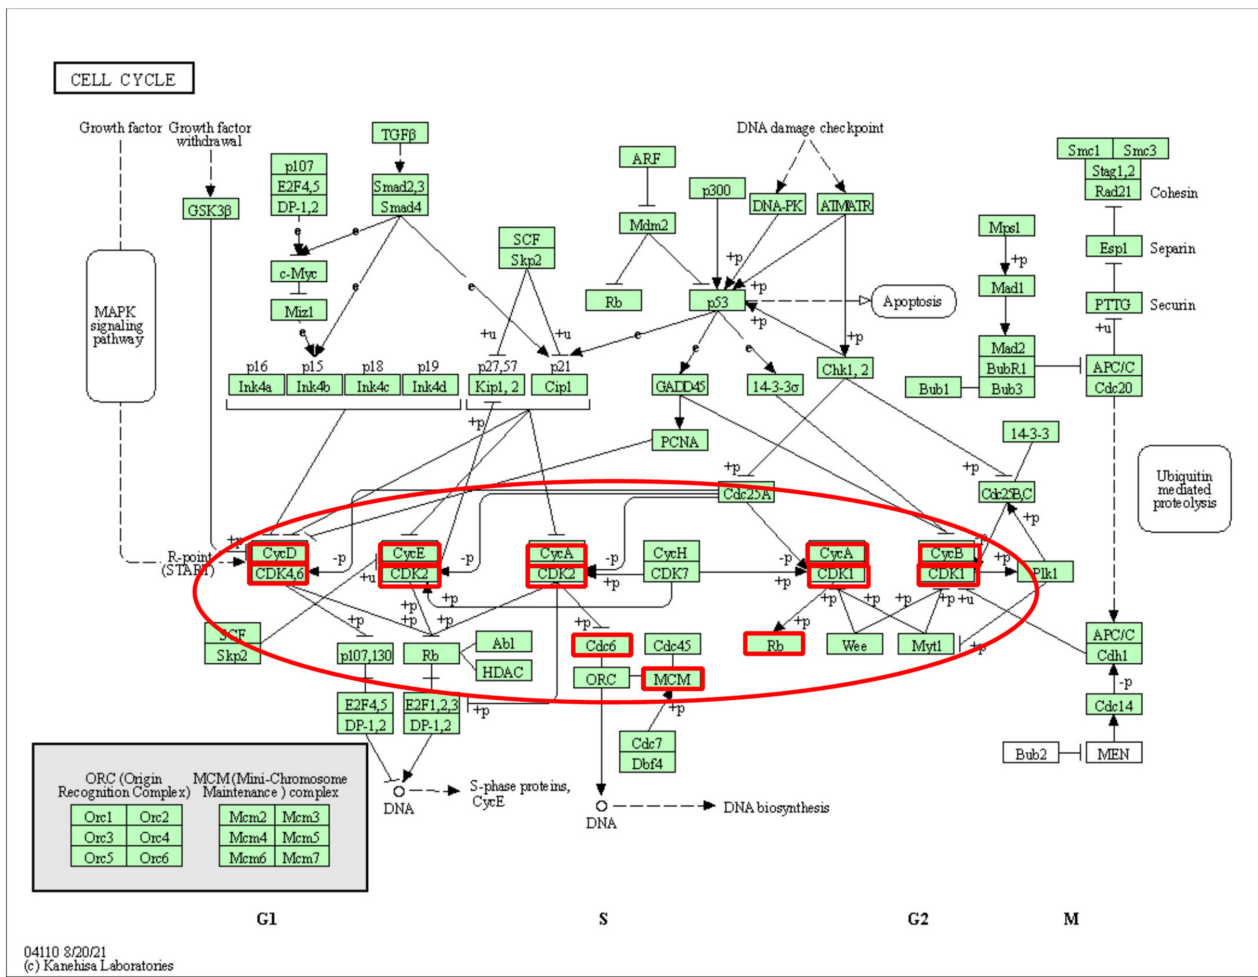 CELL CYCLE
Growth factor
Growth factor
withdrawal
TGFβ
DNA damage checkpoint
p107
E2F4,5
DP-1,2
Smad2,3
Smad4
ARF
p300
DNA-PK
ATM/ATR
Smc1
Smc3
Stag1,2
Rad21
Cohesin
GSK3β
Mdm2
SCF
Skp2
Mps1
Esp1
Separin
e
e
c-Myc
e
e
+p
+p
+p
Mad1
Rb
p53
+p
Apoptosis
PTTG
Securin
MAPK
signaling
pathway
Miz1
e
+u
+u
e
e
e
+p
+p
+u
Mad2
BubR1
Bub3
Bub1
APC/C
Cdc20
p16
Ink4a
p15
Ink4b
p18
Ink4c
p19
Ink4d
p27,57
Kip1, 2
p21
Cip1
GADD45
14-3-3σ
Chk1, 2
+p
PCNA
14-3-3
Ubiquitin
mediated
proteolysis
+p
+p
Cdc25A
Cdc25B,C
+p
R-point
(START)
+p
CycD
CDK4,6
-p
+u
CycE
CDK2
-p
CycA
CDK2
-p
+p
CycH
CDK7
+p
+p
CycA
CDK1
CycB
CDK1
-p
+p
Plk1
+u
SCF
Skp2
+p
p107,130
+p
+p
Rb
Abl
HDAC
+p
Cdc6
Cdc45
ORC
MCM
+p
Rb
+p
+p
+p
Wee
Myt1
+p
APC/C
Cdh1
-p
Cdc14
E2F4,5
DP-1,2
E2F1,2,3
DP-1,2
+p
+p
Cdc7
Dbf4
Bub2
MEN
DNA
S-phase proteins,
CycE
DNA
DNA biosynthesis
ORC (Origin
Recognition Complex)
MCM (Mini-Chromosome
Maintenance ) complex
Orc1
Orc2
Mcm2
Mcm3
Orc3
Orc4
Mcm4
Mcm5
Orc5
Orc6
Mcm6
Mcm7
G1
S
G2
M
04110 8/20/21
(c) Kanehisa Laboratories